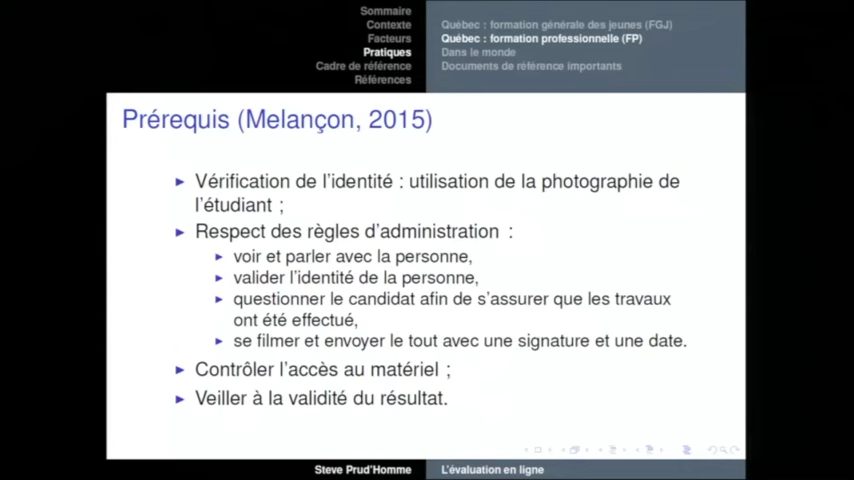 Sommaire
Contexte
Facteurs
Pratiques
Cadre de référence
Références
Québec : formation générale des jeunes (FGJ)
Québec : formation professionnelle (FP)
Dans le monde
Documents de référence importants
Prérequis (Melançon, 2015)
Vérification de l'identité : utilisation de la photographie de
l'étudiant ;
Respect des règles d'administration :
voir et parler avec la personne,
valider l'identité de la personne,
questionner le candidat afin de s'assurer que les travaux
ont été effectué,
se filmer et envoyer le tout avec une signature et une date.
Contrôler l'accès au matériel ;
Veiller à la validité du résultat.
Steve Prud'Homme
L'évaluation en ligne